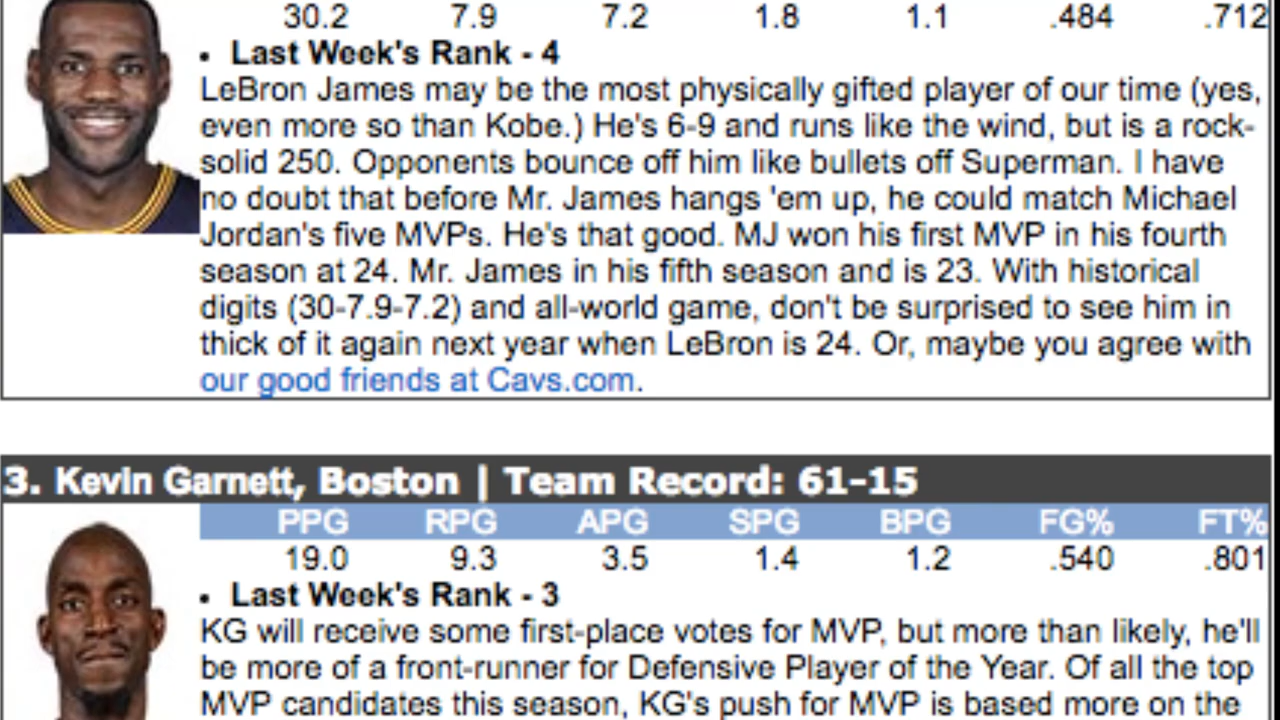 30.2 7.9 7.2 1.8 1.1 .484 .712
• Last Week's Rank - 4
LeBron James may be the most physically gifted player of our time (yes,
even more so than Kobe.) He's 6-9 and runs like the wind, but is a rock-
solid 250. Opponents bounce off him like bullets off Superman. I have
no doubt that before Mr. James hangs 'em up, he could match Michael
Jordan's five MVPs. He's that good. MJ won his first MVP in his fourth
season at 24. Mr. James in his fifth season and is 23. With historical
digits (30-7.9-7.2) and all-world game, don't be surprised to see him in
thick of it again next year when LeBron is 24. Or, maybe you agree with
our good friends at Cavs.com.
3. Kevin Garnett, Boston | Team Record: 61-15
PPG RPG APG SPG BPG FG% FT%
19.0 9.3 3.5 1.4 1.2 .540 .801
• Last Week's Rank - 3
KG will receive some first-place votes for MVP, but more than likely, he'll
be more of a front-runner for Defensive Player of the Year. Of all the top
MVP candidates this season, KG's push for MVP is based more on the